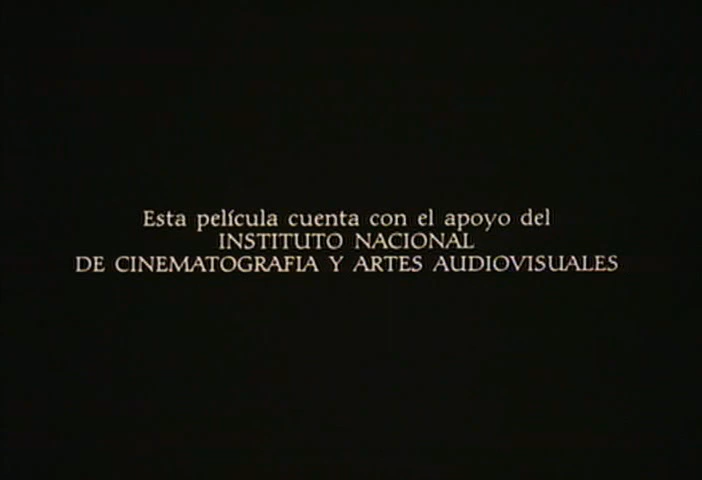 Esta película cuenta con el apoyo del
INSTITUTO NACIONAL
DE CINEMATOGRAFIA Y ARTES AUDIOVISUALES